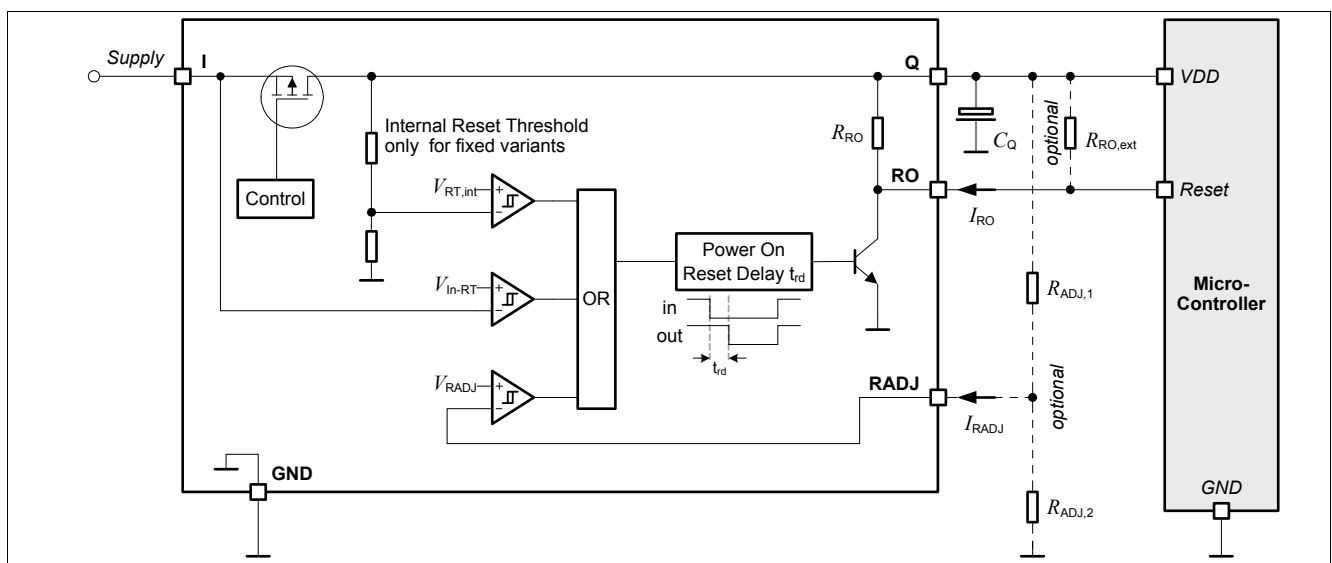 Supply
I
Q
VDD
Internal Reset Threshold
only for fixed variants
R_RO
C_Q
optional
R_RO,ext
Control
V_RT,int
+
−
RO
I_RO
Reset
Power On
Reset Delay t_rd
V_In-RT
+
−
OR
R_ADJ,1
Micro-
Controller
in
out
t_rd
V_RADJ
+
−
RADJ
I_RADJ
optional
GND
GND
R_ADJ,2